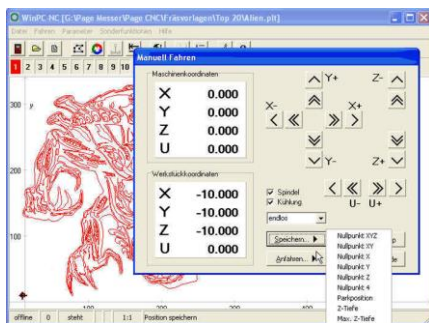 WinPC-NC [G:\Page Messer\Page CNC\Fräsvorlagen\Top 20\Alien.plt]
Datei Fahren Parameter Sonderfunktionen Hilfe
1 2 3 4 5 6 7 8 9 10
Manuell Fahren
Maschinenkoordinaten
X 0.000
Y 0.000
Z 0.000
U 0.000
Werkstückkoordinaten
X -10.000
Y -10.000
Z -10.000
U 0.000
Y+ Z-
X- X+
Y- Z+
U- U+
Spindel
Kühlung
endlos
Speichern...
Anfahren...
Nullpunkt XYZ
Nullpunkt XY
Nullpunkt X
Nullpunkt Y
Nullpunkt Z
Nullpunkt 4
Parkposition
Z-Tiefe
Max. Z-Tiefe
300 y
200
100
offline 0 steht 1:1 Position speichern